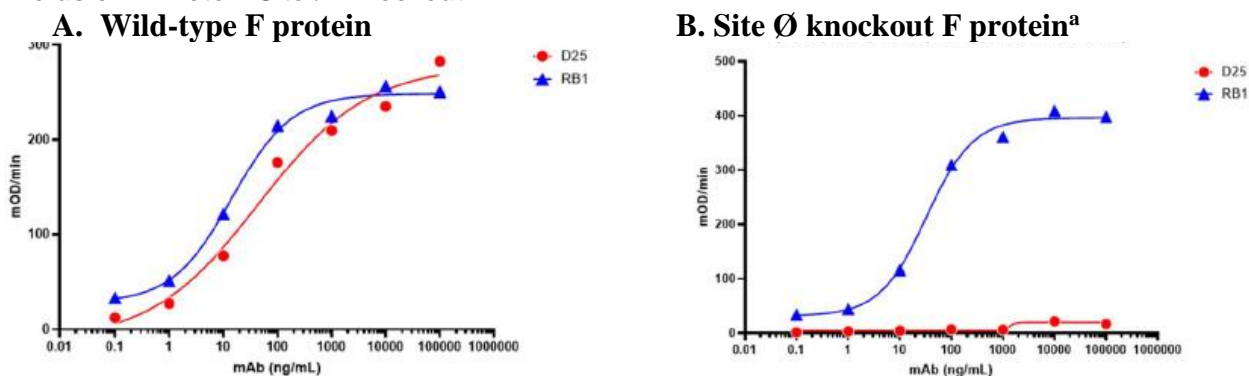 A. Wild-type F protein
B. Site Ø knockout F proteinᵃ
300
200
100
0
0.01 0.1 1 10 100 1000 10000 100000 1000000
mOD/min
mAb (ng/mL)
D25
RB1
500
400
300
200
100
0
0.01 0.1 1 10 100 1000 10000 100000 1000000
mOD/min
mAb (ng/mL)
D25
RB1